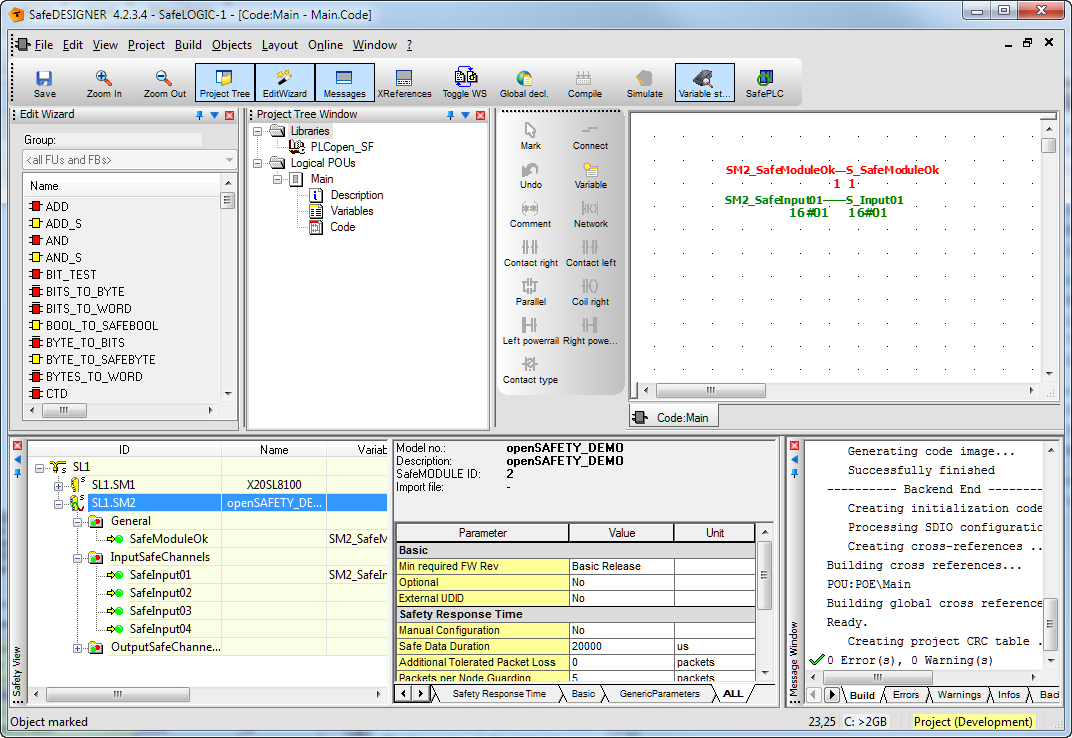 SafeDESIGNER 4.2.3.4 - SafeLOGIC-1 - [Code:Main - Main.Code]
File Edit View Project Build Objects Layout Online Window ?
Save Zoom In Zoom Out Project Tree EditWizard Messages XReferences Toggle WS Global decl. Compile Simulate Variable st... SafePLC
Edit Wizard
Group:
<all FUs and FBs>
Name
ADD
ADD_S
AND
AND_S
BIT_TEST
BITS_TO_BYTE
BITS_TO_WORD
BOOL_TO_SAFEBOOL
BYTE_TO_BITS
BYTE_TO_SAFEBYTE
BYTES_TO_WORD
CTD
Project Tree Window
Libraries
PLCopen_SF
Logical POUs
Main
Description
Variables
Code
Mark Connect
Undo Variable
Comment Network
Contact right Contact left
Parallel Coil right
Left powerrail Right powe...
Contact type
SM2_SafeModuleOk S_SafeModuleOk
1 1
SM2_SafeInput01 S_Input01
16#01 16#01
Code:Main
Safety View
ID Name Variab
SL1
SL1.SM1 X20SL8100
SL1.SM2 openSAFETY_DE...
General
SafeModuleOk SM2_SafeM
InputSafeChannels
SafeInput01 SM2_SafeIn
SafeInput02
SafeInput03
SafeInput04
OutputSafeChanne...
Model no.: openSAFETY_DEMO
Description: openSAFETY_DEMO
SafeMODULE ID: 2
Import file: -
Parameter Value Unit
Basic
Min required FW Rev Basic Release
Optional No
External UDID No
Safety Response Time
Manual Configuration No
Safe Data Duration 20000 us
Additional Tolerated Packet Loss 0 packets
Packets per Node Guarding 5 packets
Safety Response Time Basic GenericParameters ALL
Message Window
Generating code image...
Successfully finished
---------- Backend End --------
Creating initialization code
Processing SDIO configuratio
Creating cross-references ..
Building cross references...
POU:POE\Main
Building global cross reference
Ready.
Creating project CRC table .
0 Error(s), 0 Warning(s)
Build Errors Warnings Infos Bad
Object marked
23,25 C: >2GB Project (Development)